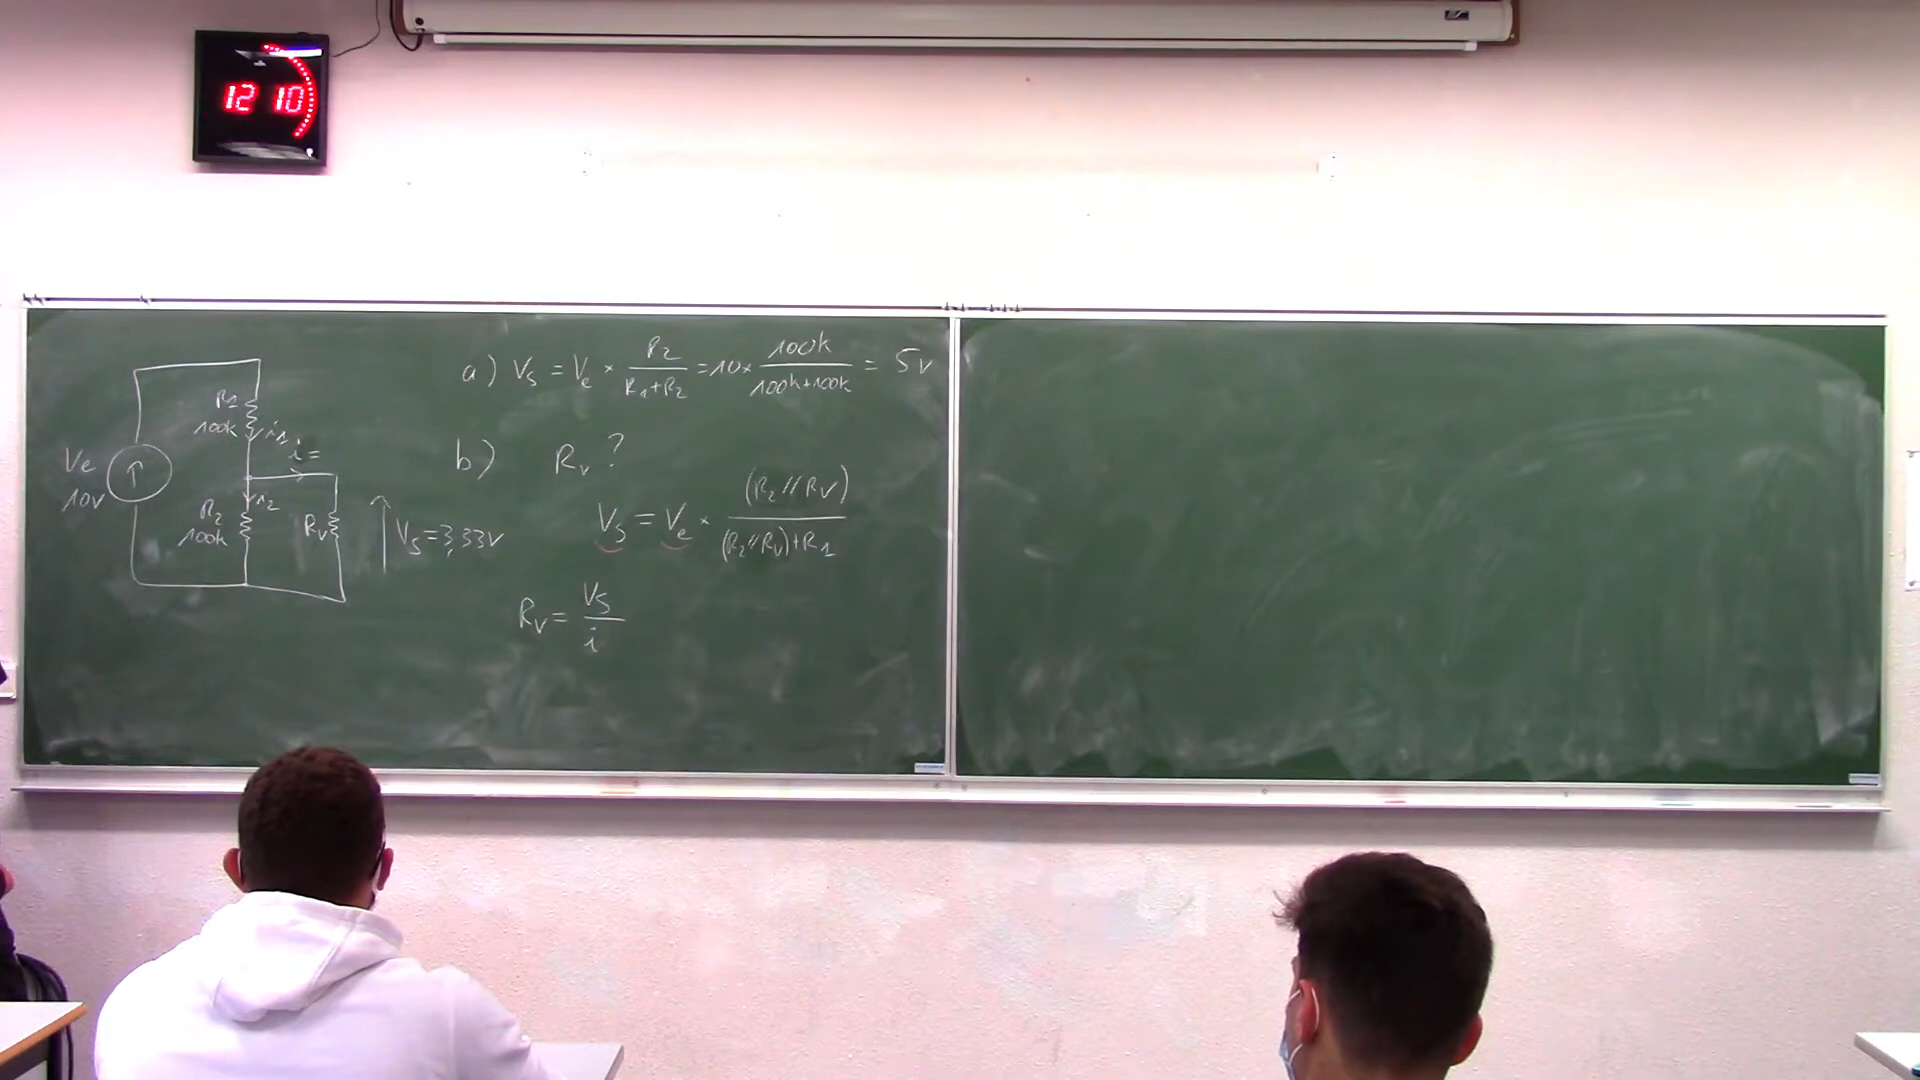 12 10
a) Vs = Ve × R2 / (R1+R2) = 10 × 100k / (100k+100k) = 5v
R1
100k
i1
i =
Ve
10v
i2
R2
100k
Rv
Vs=3,33v
b) Rv ?
Vs = Ve × (R2//Rv) / ((R2//Rv)+R1)
Rv = Vs / i